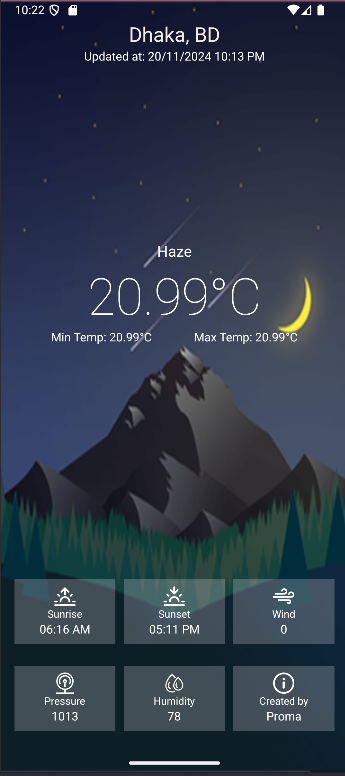 10:22
Dhaka, BD
Updated at: 20/11/2024 10:13 PM
Haze
20.99°C
Min Temp: 20.99°C Max Temp: 20.99°C
Sunrise Sunset Wind
06:16 AM 05:11 PM 0
Pressure Humidity Created by
1013 78 Proma